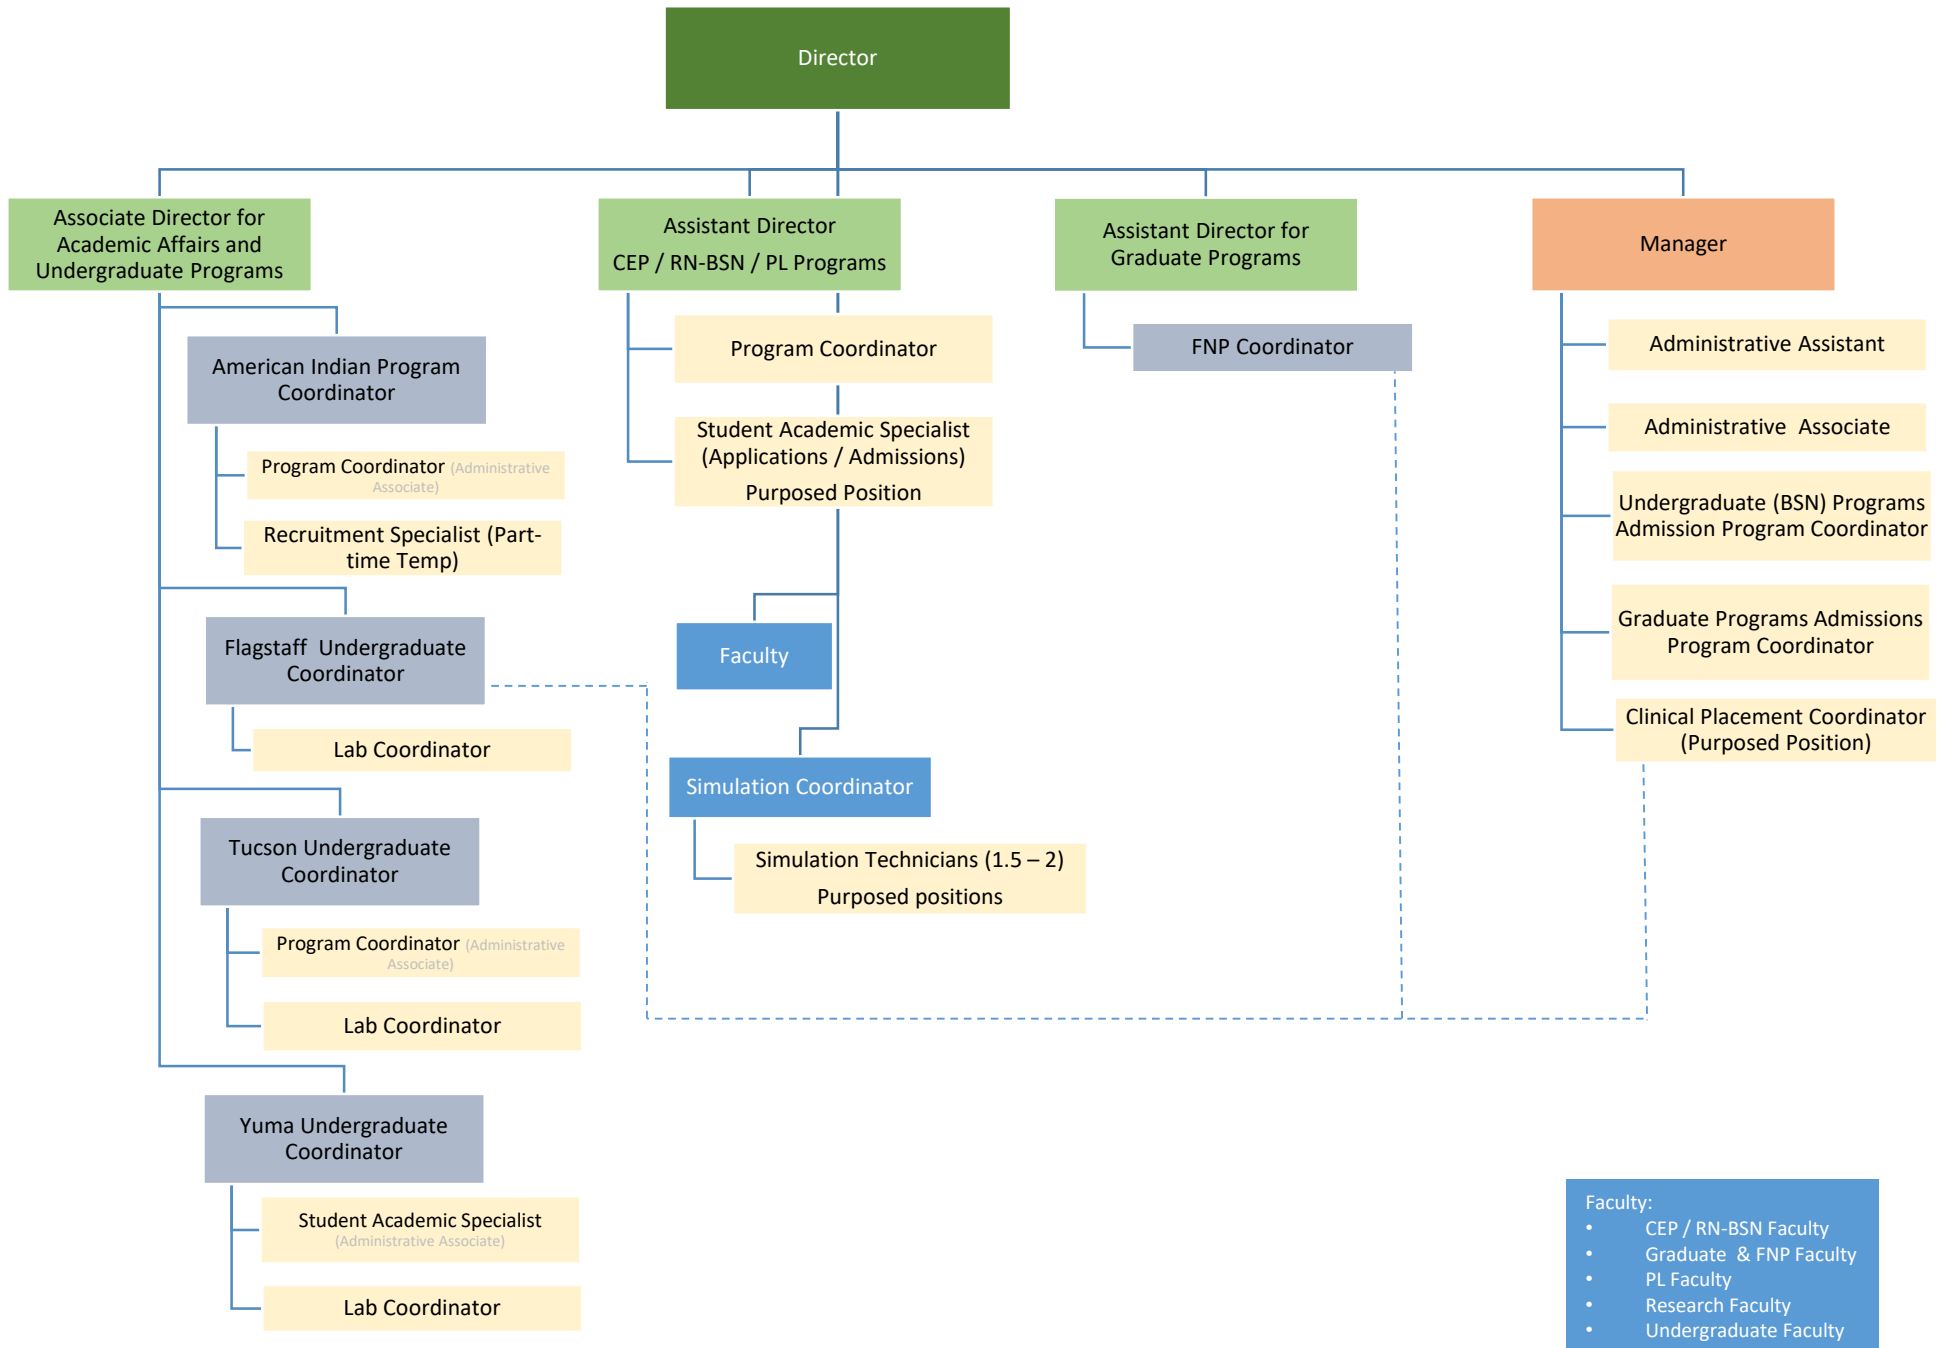 Director
Associate Director for
Academic Affairs and
Undergraduate Programs
Assistant Director
CEP / RN-BSN / PL Programs
Assistant Director for
Graduate Programs
Manager
American Indian Program
Coordinator
Program Coordinator (Administrative
Associate)
Recruitment Specialist (Part-
time Temp)
Flagstaff Undergraduate
Coordinator
Lab Coordinator
Tucson Undergraduate
Coordinator
Program Coordinator (Administrative
Associate)
Lab Coordinator
Yuma Undergraduate
Coordinator
Student Academic Specialist
(Administrative Associate)
Lab Coordinator
Program Coordinator
Student Academic Specialist
(Applications / Admissions)
Purposed Position
Faculty
Simulation Coordinator
Simulation Technicians (1.5 – 2)
Purposed positions
FNP Coordinator
Administrative Assistant
Administrative Associate
Undergraduate (BSN) Programs
Admission Program Coordinator
Graduate Programs Admissions
Program Coordinator
Clinical Placement Coordinator
(Purposed Position)
Faculty:
• CEP / RN-BSN Faculty
• Graduate & FNP Faculty
• PL Faculty
• Research Faculty
• Undergraduate Faculty